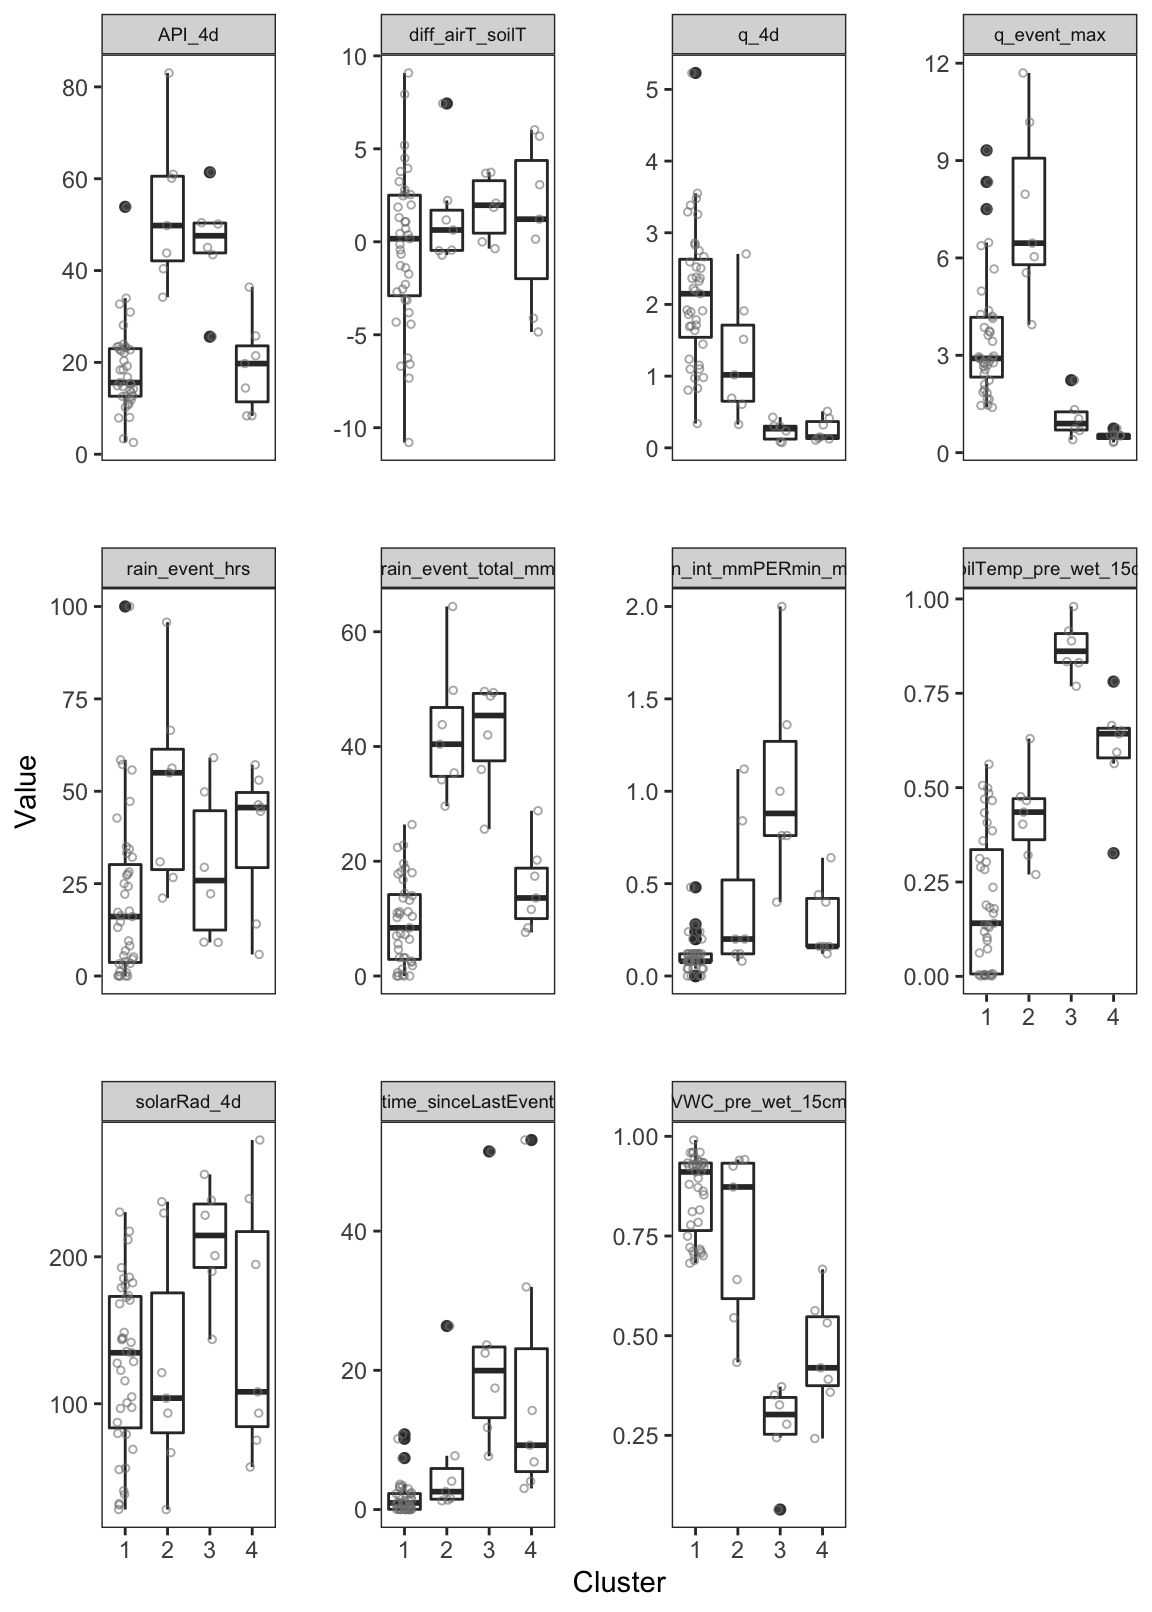 API_4d
diff_airT_soilT
q_4d
q_event_max
80
60
40
20
0
10
5
0
-5
-10
5
4
3
2
1
0
12
9
6
3
0
rain_event_hrs
rain_event_total_mm
n_int_mmPERmin_m
ilTemp_pre_wet_15c
100
75
50
25
0
60
40
20
0
2.0
1.5
1.0
0.5
0.0
1.00
0.75
0.50
0.25
0.00
1 2 3 4
Value
solarRad_4d
time_sinceLastEvent
VWC_pre_wet_15cm
200
100
40
20
0
1.00
0.75
0.50
0.25
1 2 3 4
1 2 3 4
1 2 3 4
Cluster